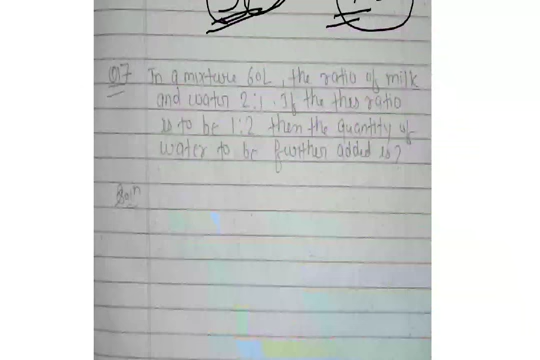 Q7 In a mixture 60L, the ratio of milk
and water 2:1. If the this ratio
is to be 1:2 then the quantity of
water to be further added is?
Soln